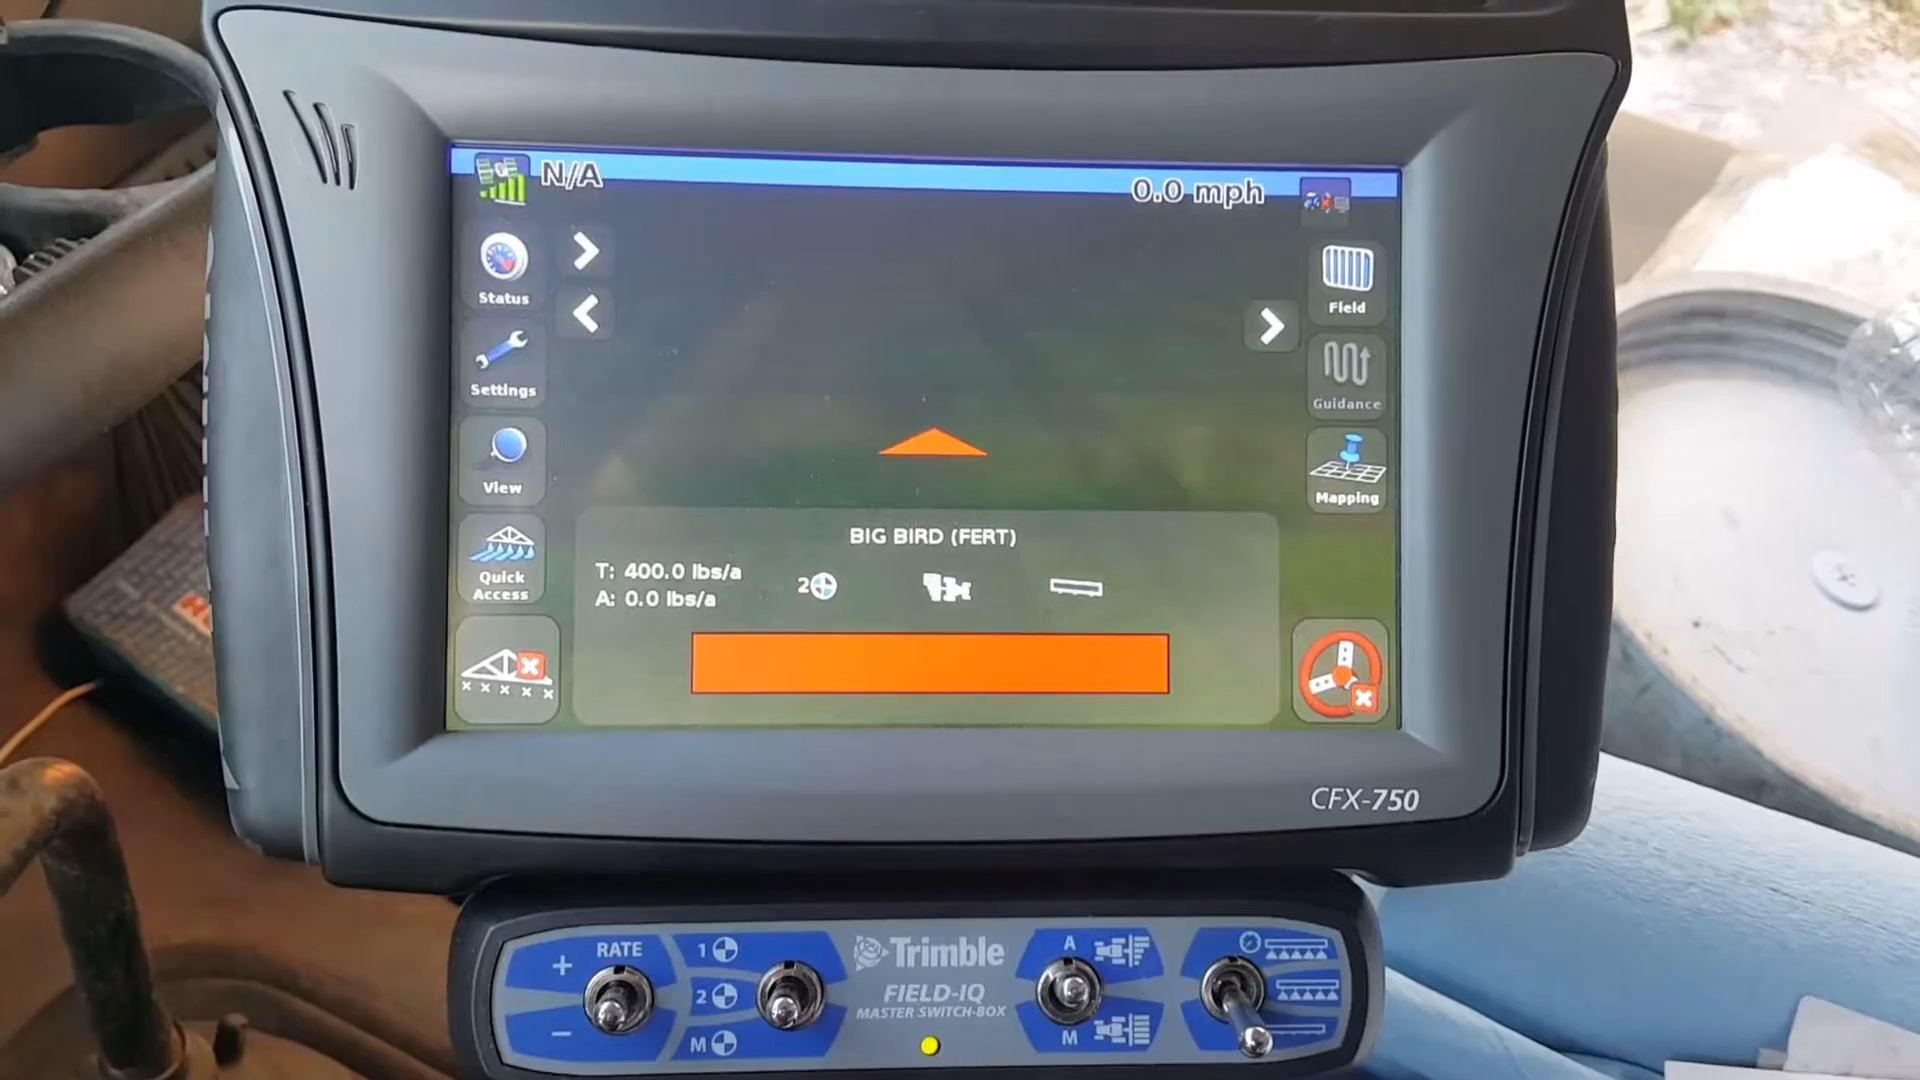 N/A
0.0 mph
Status
Settings
View
Quick
Access
Field
Guidance
Mapping
BIG BIRD (FERT)
T: 400.0 lbs/a
A: 0.0 lbs/a
2
CFX-750
+ RATE
−
1
2
M
Trimble
FIELD-IQ
MASTER SWITCH-BOX
A
M